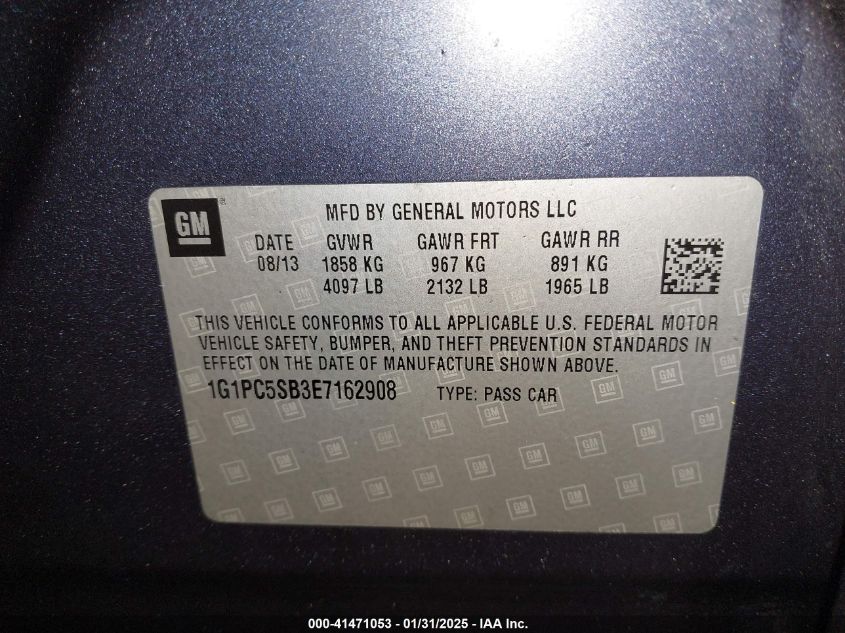 GM ® MFD BY GENERAL MOTORS LLC
DATE GVWR GAWR FRT GAWR RR
08/13 1858 KG 967 KG 891 KG
4097 LB 2132 LB 1965 LB
THIS VEHICLE CONFORMS TO ALL APPLICABLE U.S. FEDERAL MOTOR
VEHICLE SAFETY, BUMPER, AND THEFT PREVENTION STANDARDS IN
EFFECT ON THE DATE OF MANUFACTURE SHOWN ABOVE.
1G1PC5SB3E7162908 TYPE: PASS CAR
000-41471053 - 01/31/2025 - IAA Inc.